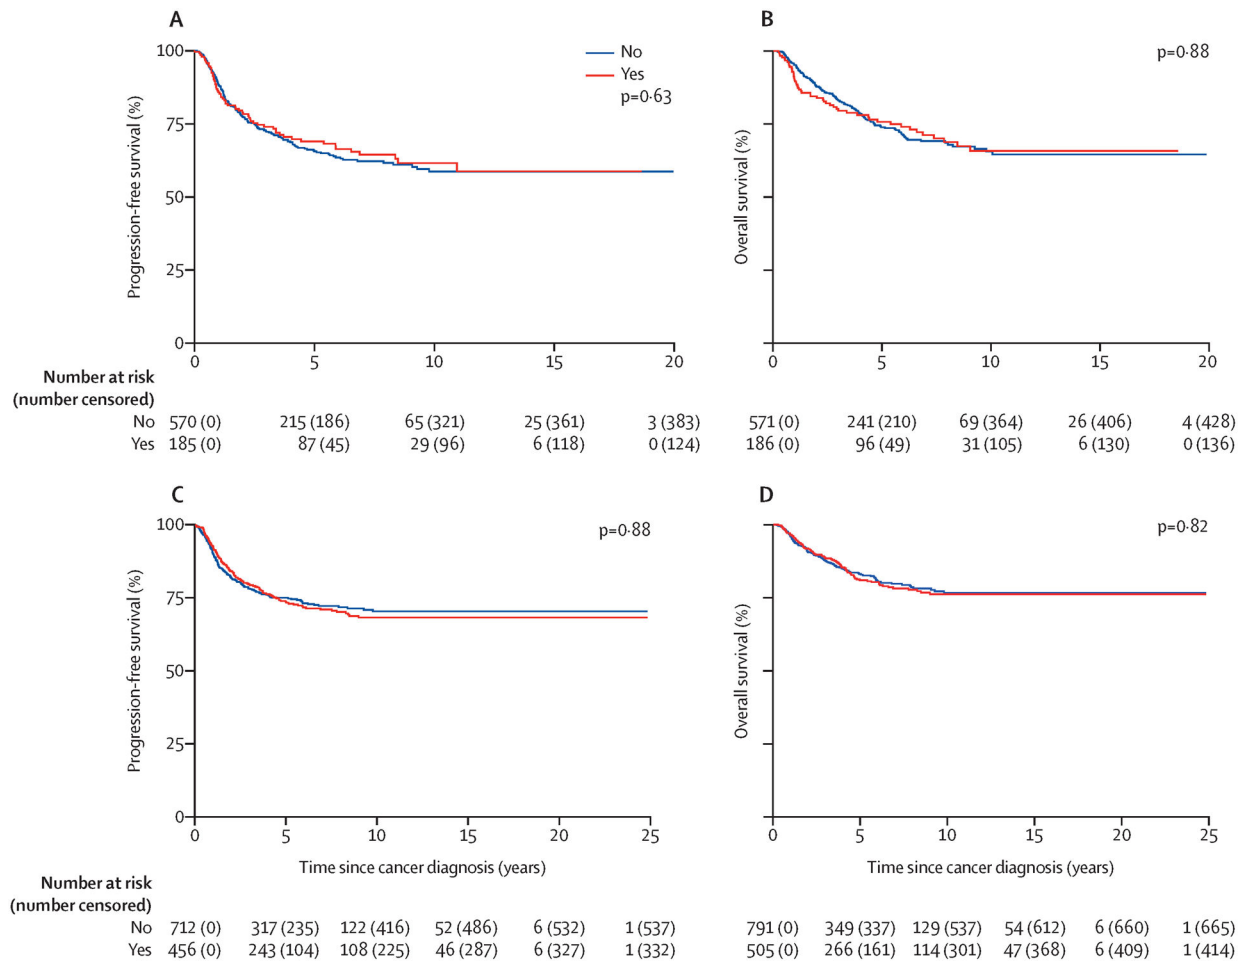 A
B
100
75
50
25
0
Progression-free survival (%)
No
Yes
p=0·63
0 5 10 15 20
Overall survival (%)
p=0·88
0 5 10 15 20
Number at risk
(number censored)
No 570 (0) 215 (186) 65 (321) 25 (361) 3 (383) 571 (0) 241 (210) 69 (364) 26 (406) 4 (428)
Yes 185 (0) 87 (45) 29 (96) 6 (118) 0 (124) 186 (0) 96 (49) 31 (105) 6 (130) 0 (136)
C
D
100
75
50
25
0
Progression-free survival (%)
p=0·88
0 5 10 15 20 25
Time since cancer diagnosis (years)
Overall survival (%)
p=0·82
0 5 10 15 20 25
Time since cancer diagnosis (years)
Number at risk
(number censored)
No 712 (0) 317 (235) 122 (416) 52 (486) 6 (532) 1 (537) 791 (0) 349 (337) 129 (537) 54 (612) 6 (660) 1 (665)
Yes 456 (0) 243 (104) 108 (225) 46 (287) 6 (327) 1 (332) 505 (0) 266 (161) 114 (301) 47 (368) 6 (409) 1 (414)